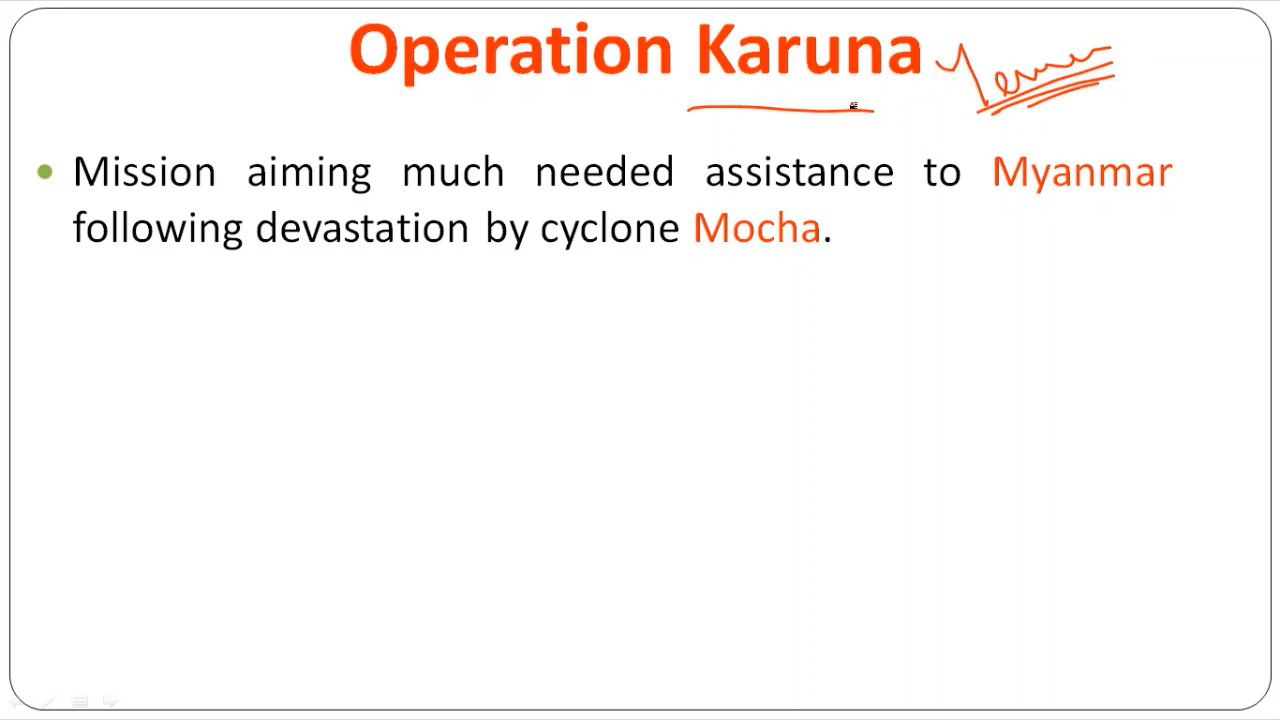 Operation Karuna
Mission aiming much needed assistance to Myanmar
following devastation by cyclone Mocha.